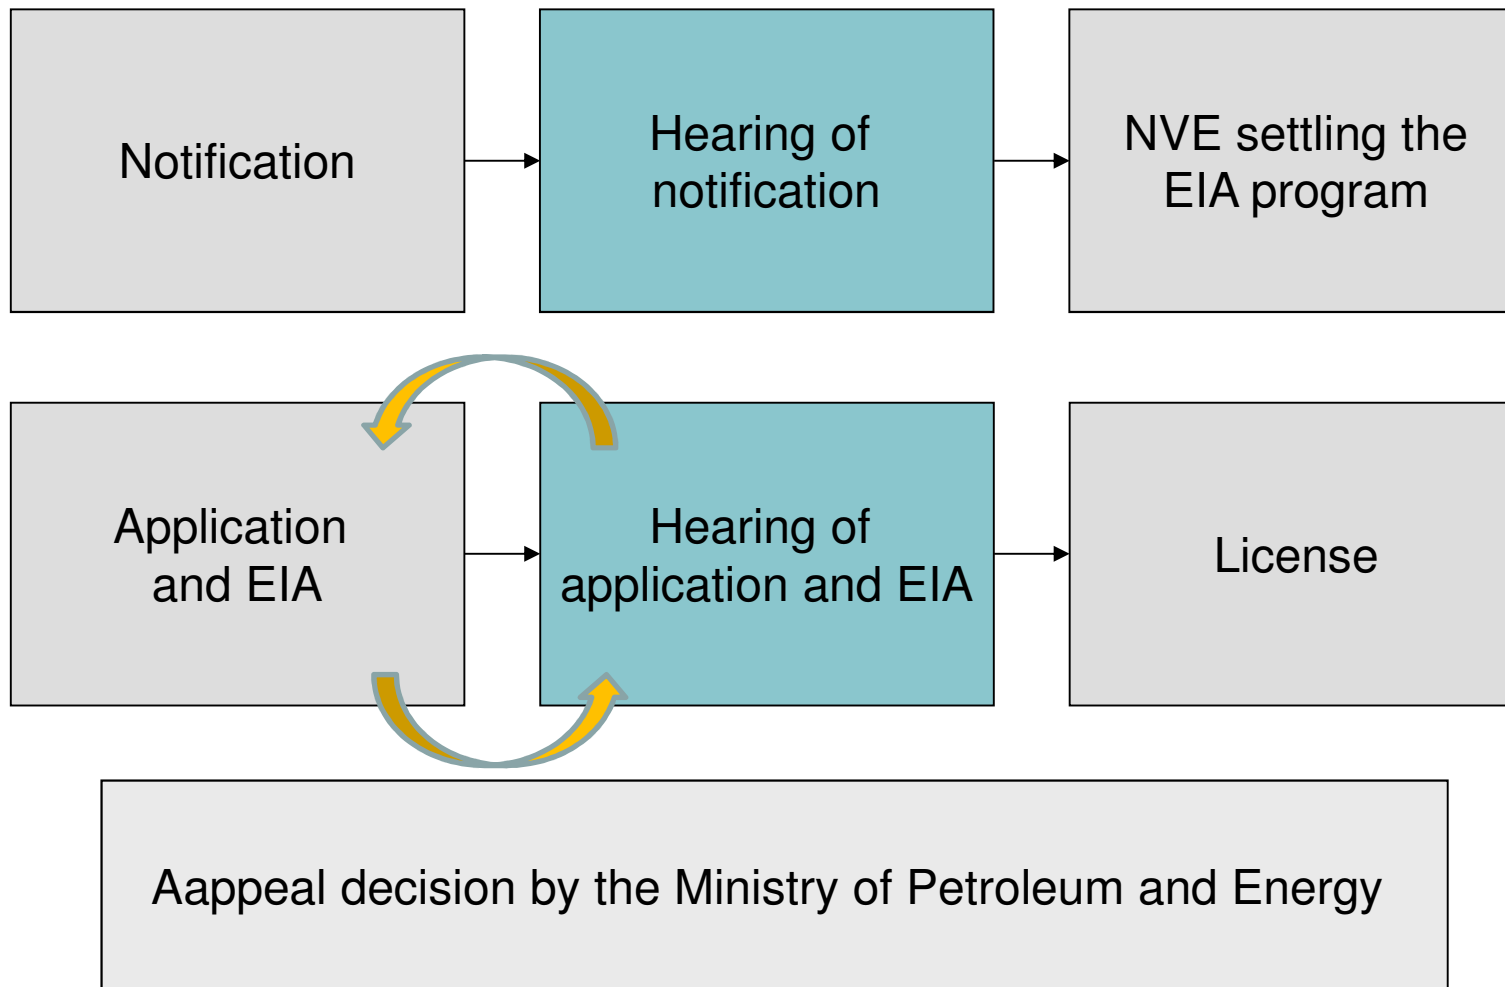 Notification
Hearing of
notification
NVE settling the
EIA program
Application
and EIA
Hearing of
application and EIA
License
Aappeal decision by the Ministry of Petroleum and Energy